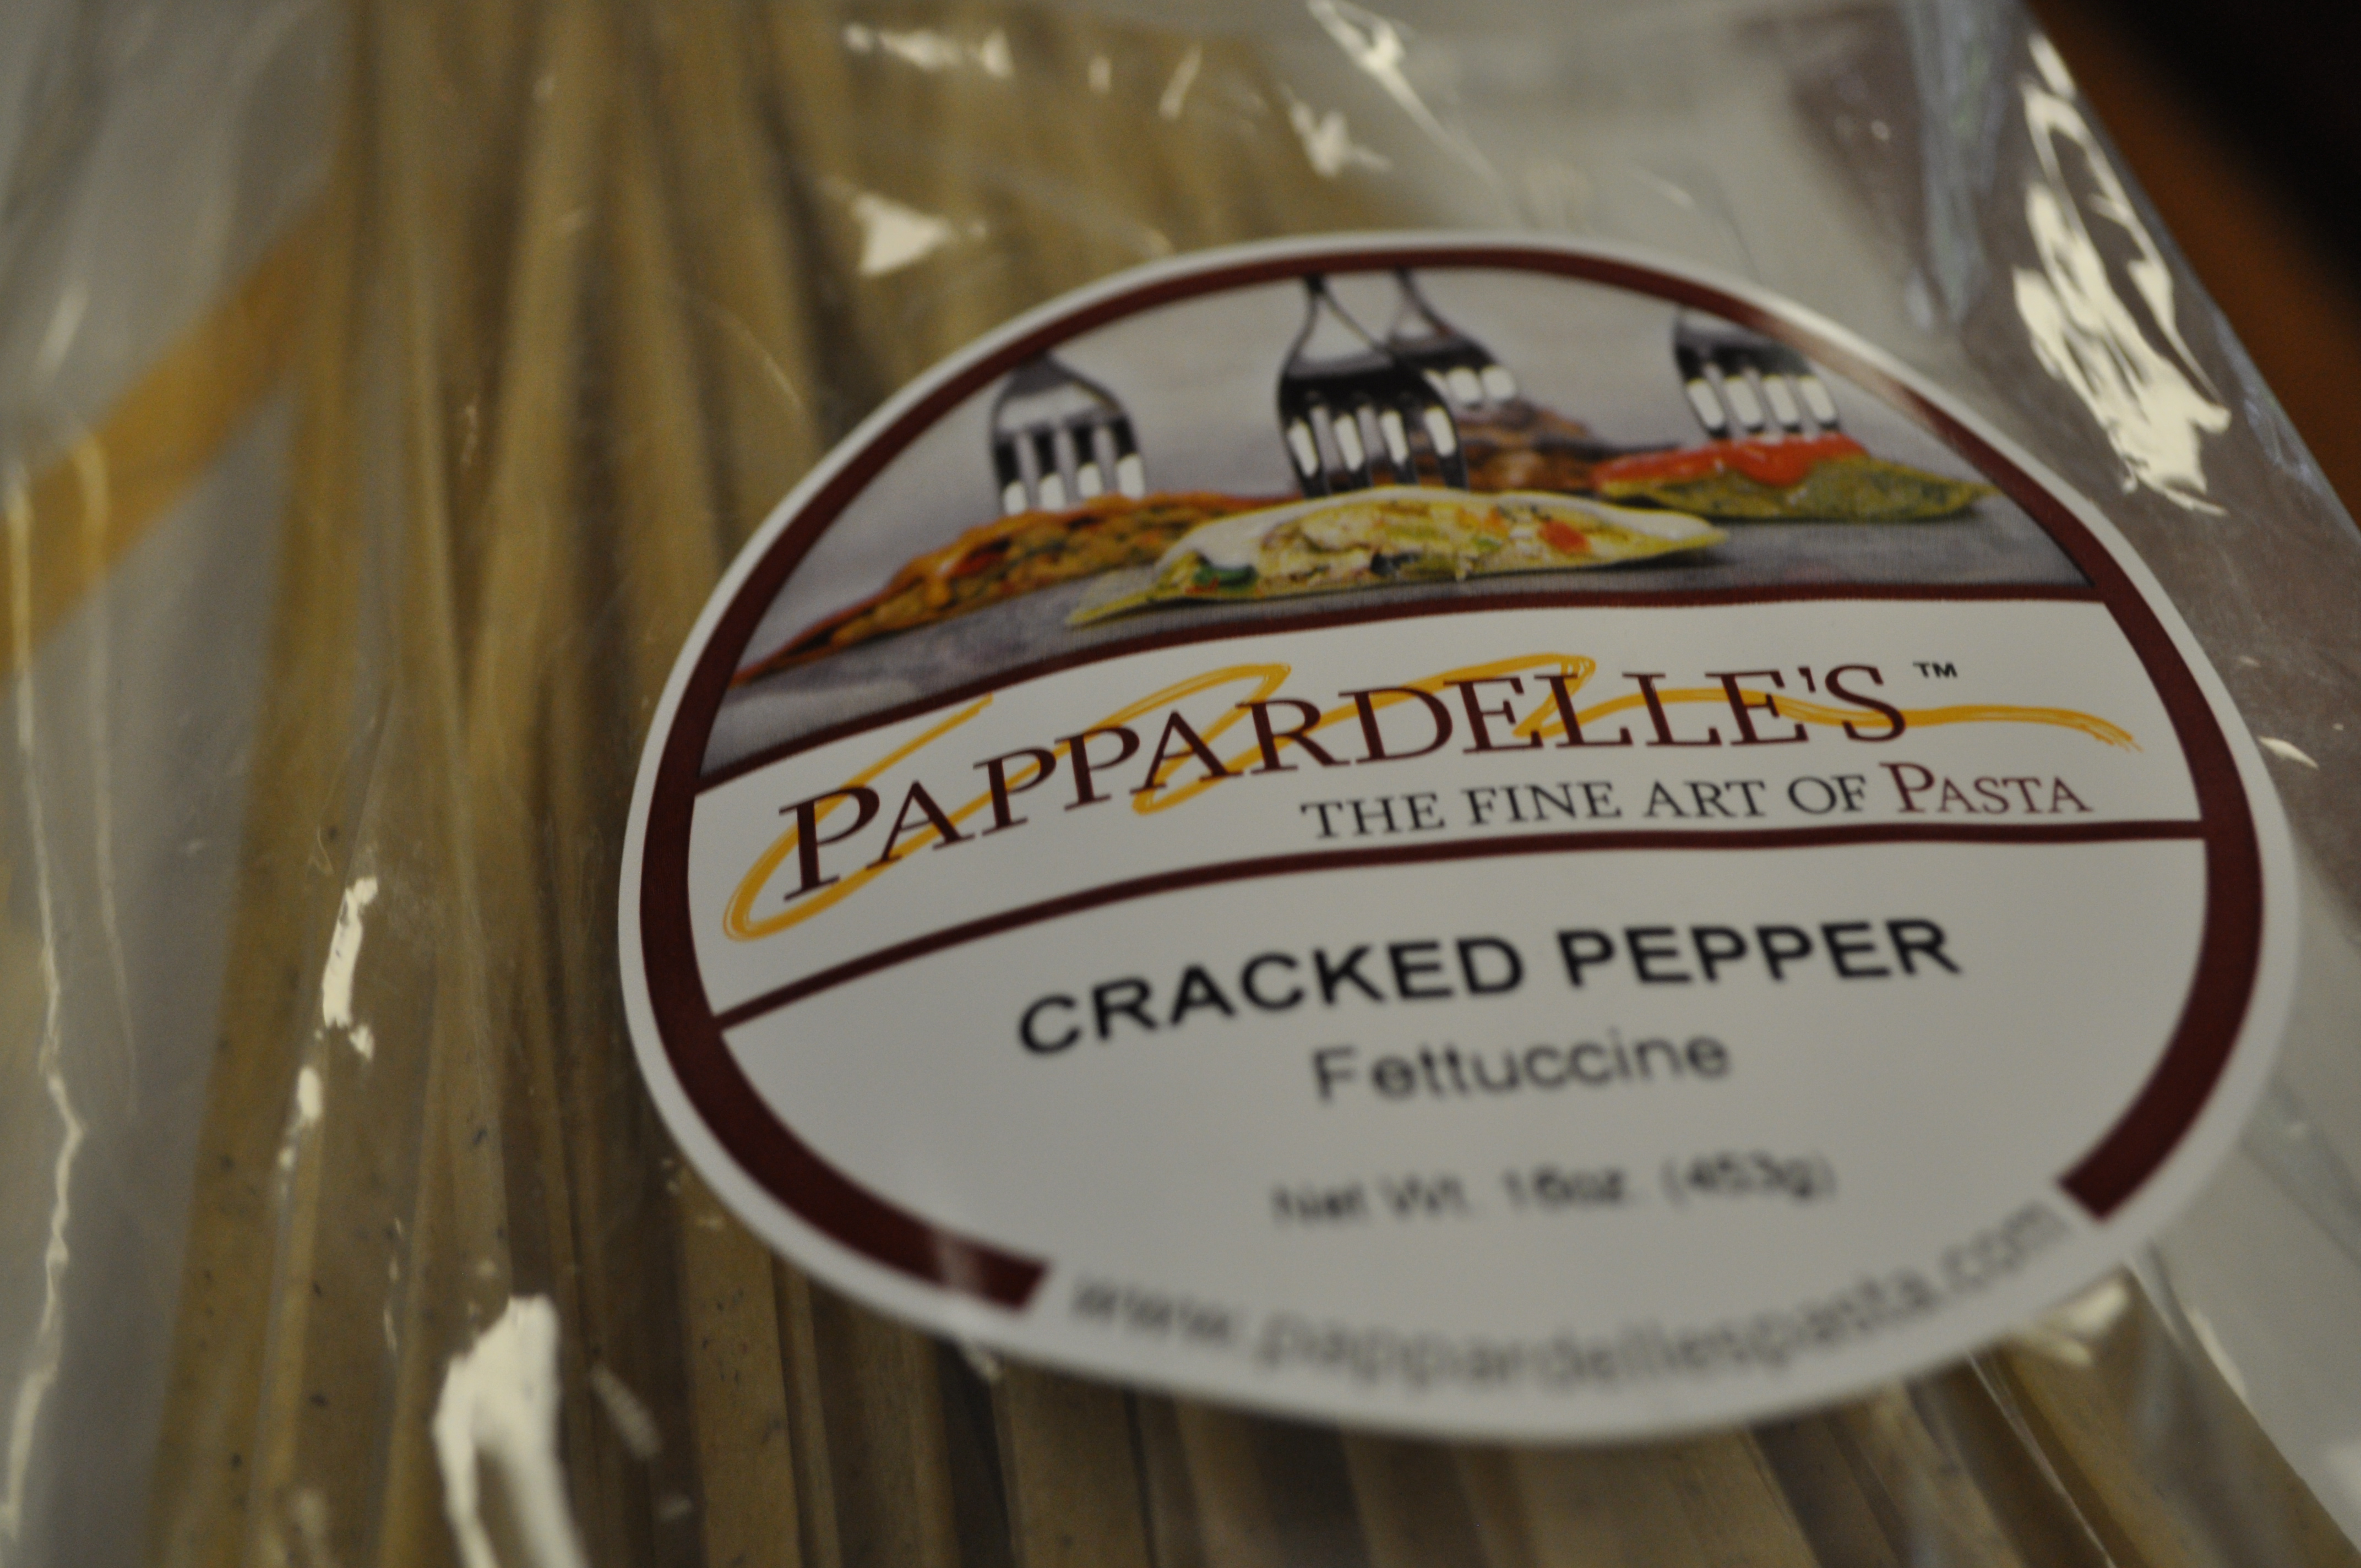 PAPPARDELLE'S™
THE FINE ART OF PASTA
CRACKED PEPPER
Fettuccine
Net Wt. 16oz. (453g)
www.pappardellespasta.com